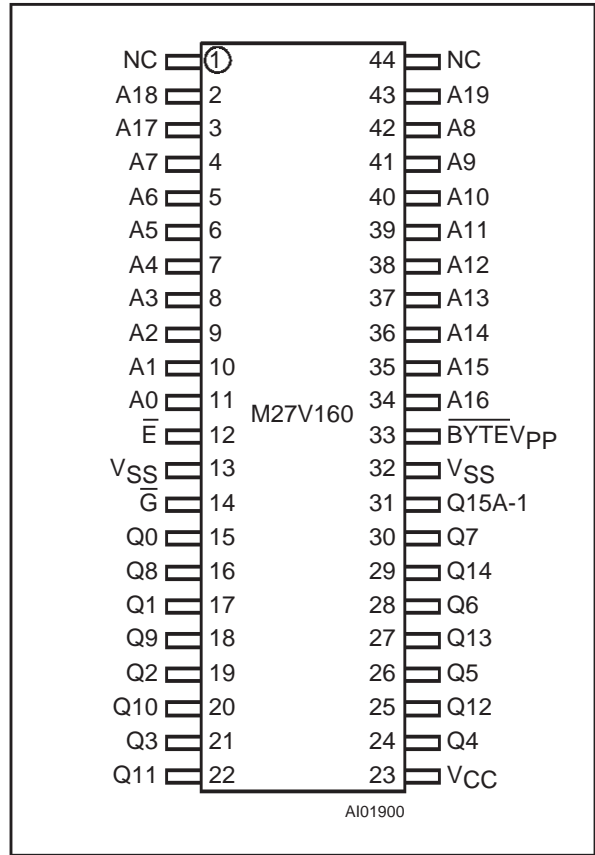 NC 1 44 NC
A18 2 43 A19
A17 3 42 A8
A7 4 41 A9
A6 5 40 A10
A5 6 39 A11
A4 7 38 A12
A3 8 37 A13
A2 9 36 A14
A1 10 35 A15
A0 11 34 A16
M27V160
E̅ 12 33 B̅Y̅T̅E̅VPP
VSS 13 32 VSS
G̅ 14 31 Q15A-1
Q0 15 30 Q7
Q8 16 29 Q14
Q1 17 28 Q6
Q9 18 27 Q13
Q2 19 26 Q5
Q10 20 25 Q12
Q3 21 24 Q4
Q11 22 23 VCC
AI01900